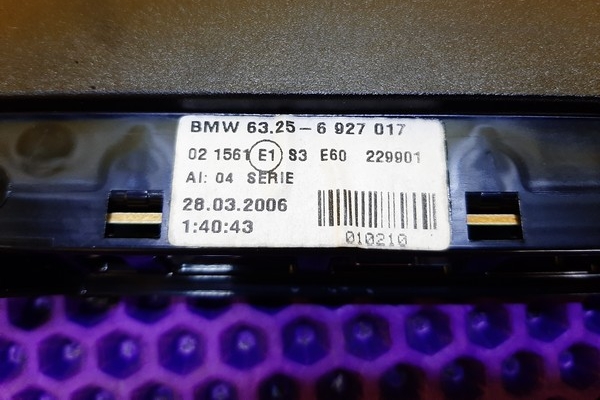 BMW 63.25-6 927 017
02 1561 E1 S3 E60 229901
AI: 04 SERIE
28.03.2006
1:40:43
010210